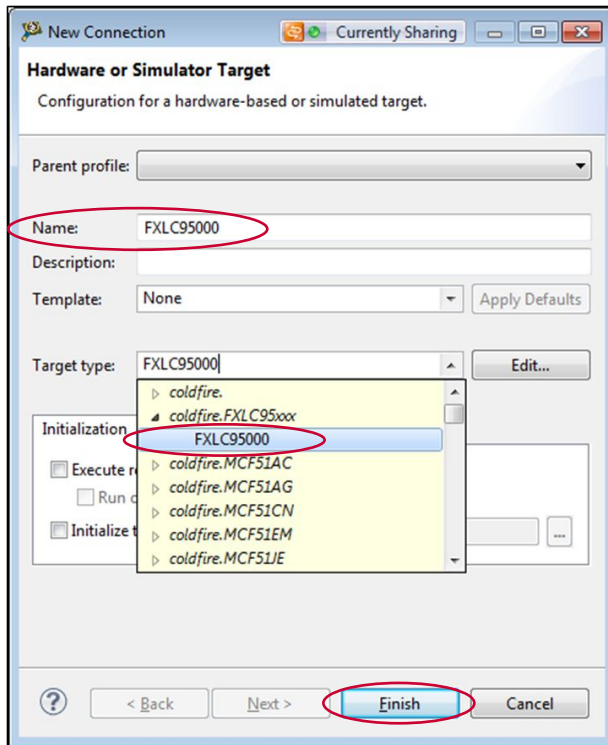 New Connection
Currently Sharing
Hardware or Simulator Target
Configuration for a hardware-based or simulated target.
Parent profile:
Name: FXLC95000
Description:
Template: None Apply Defaults
Target type: FXLC95000 Edit...
coldfire.
coldfire.FXLC95xxx
Initialization
FXLC95000
coldfire.MCF51AC
Execute
coldfire.MCF51AG
Run
coldfire.MCF51CN
coldfire.MCF51EM
Initialize t ...
coldfire.MCF51JE
? < Back Next > Finish Cancel